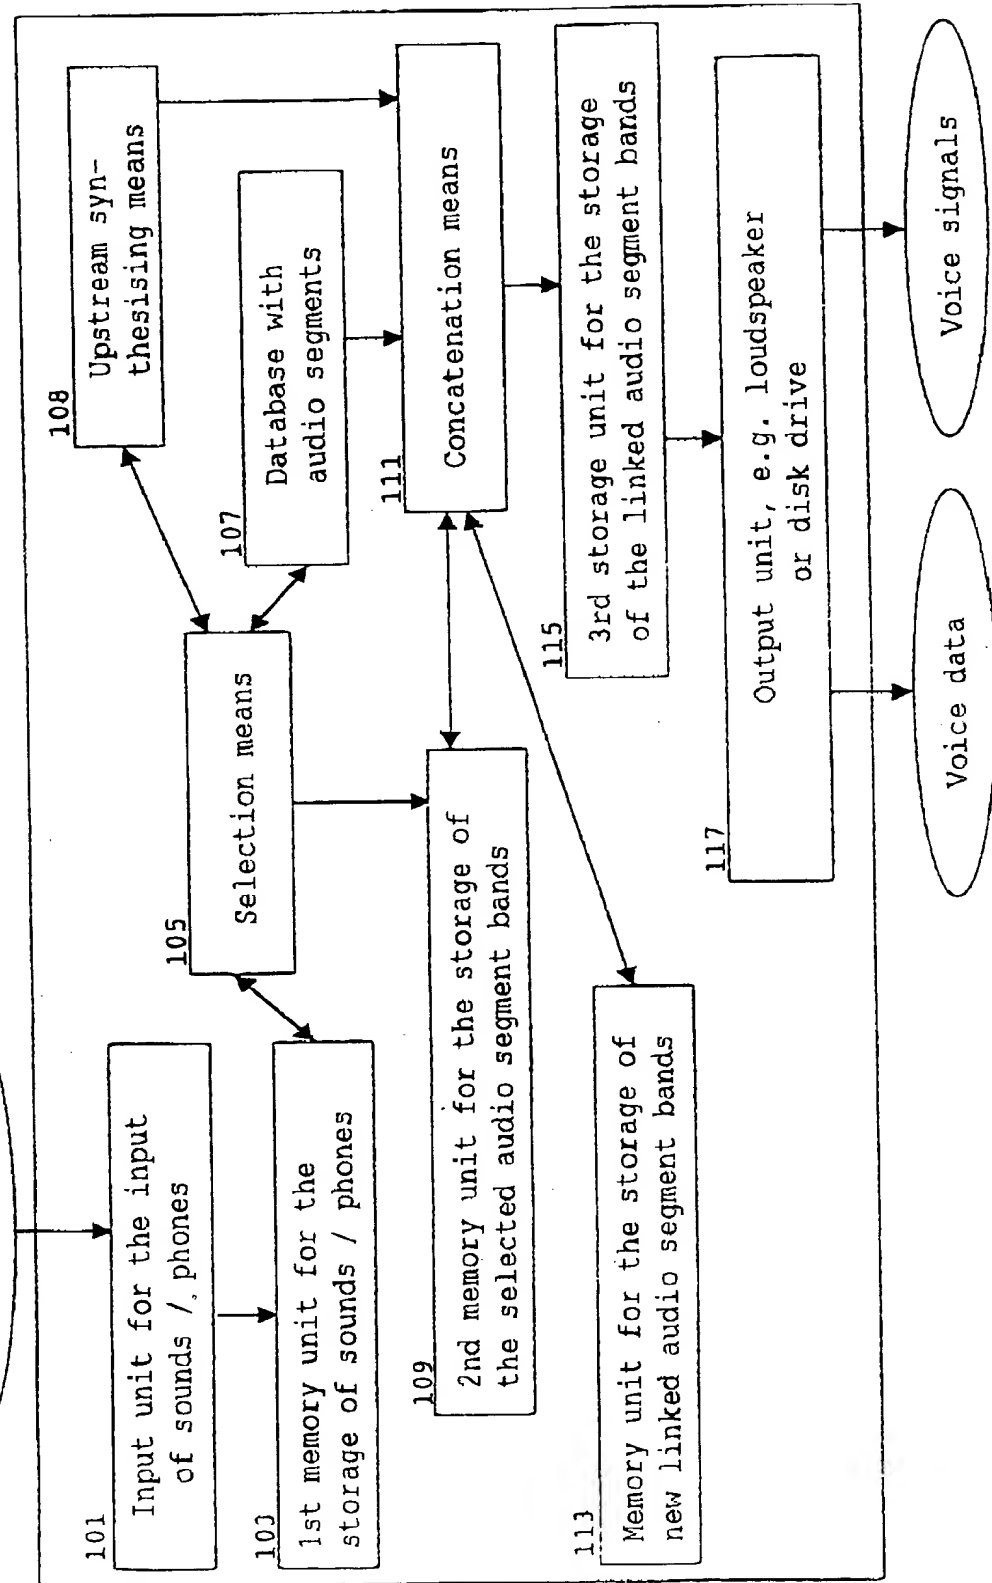 101
Input unit for the input
of sounds / phones
103
1st memory unit for the
storage of sounds / phones
105
Selection means
108
Upstream syn-
thesising means
107
Database with
audio segments
109
2nd memory unit for the storage of
the selected audio segment bands
111
Concatenation means
113
Memory unit for the storage of
new linked audio segment bands
115
3rd storage unit for the storage
of the linked audio segment bands
117
Output unit, e.g. loudspeaker
or disk drive
Voice data
Voice signals